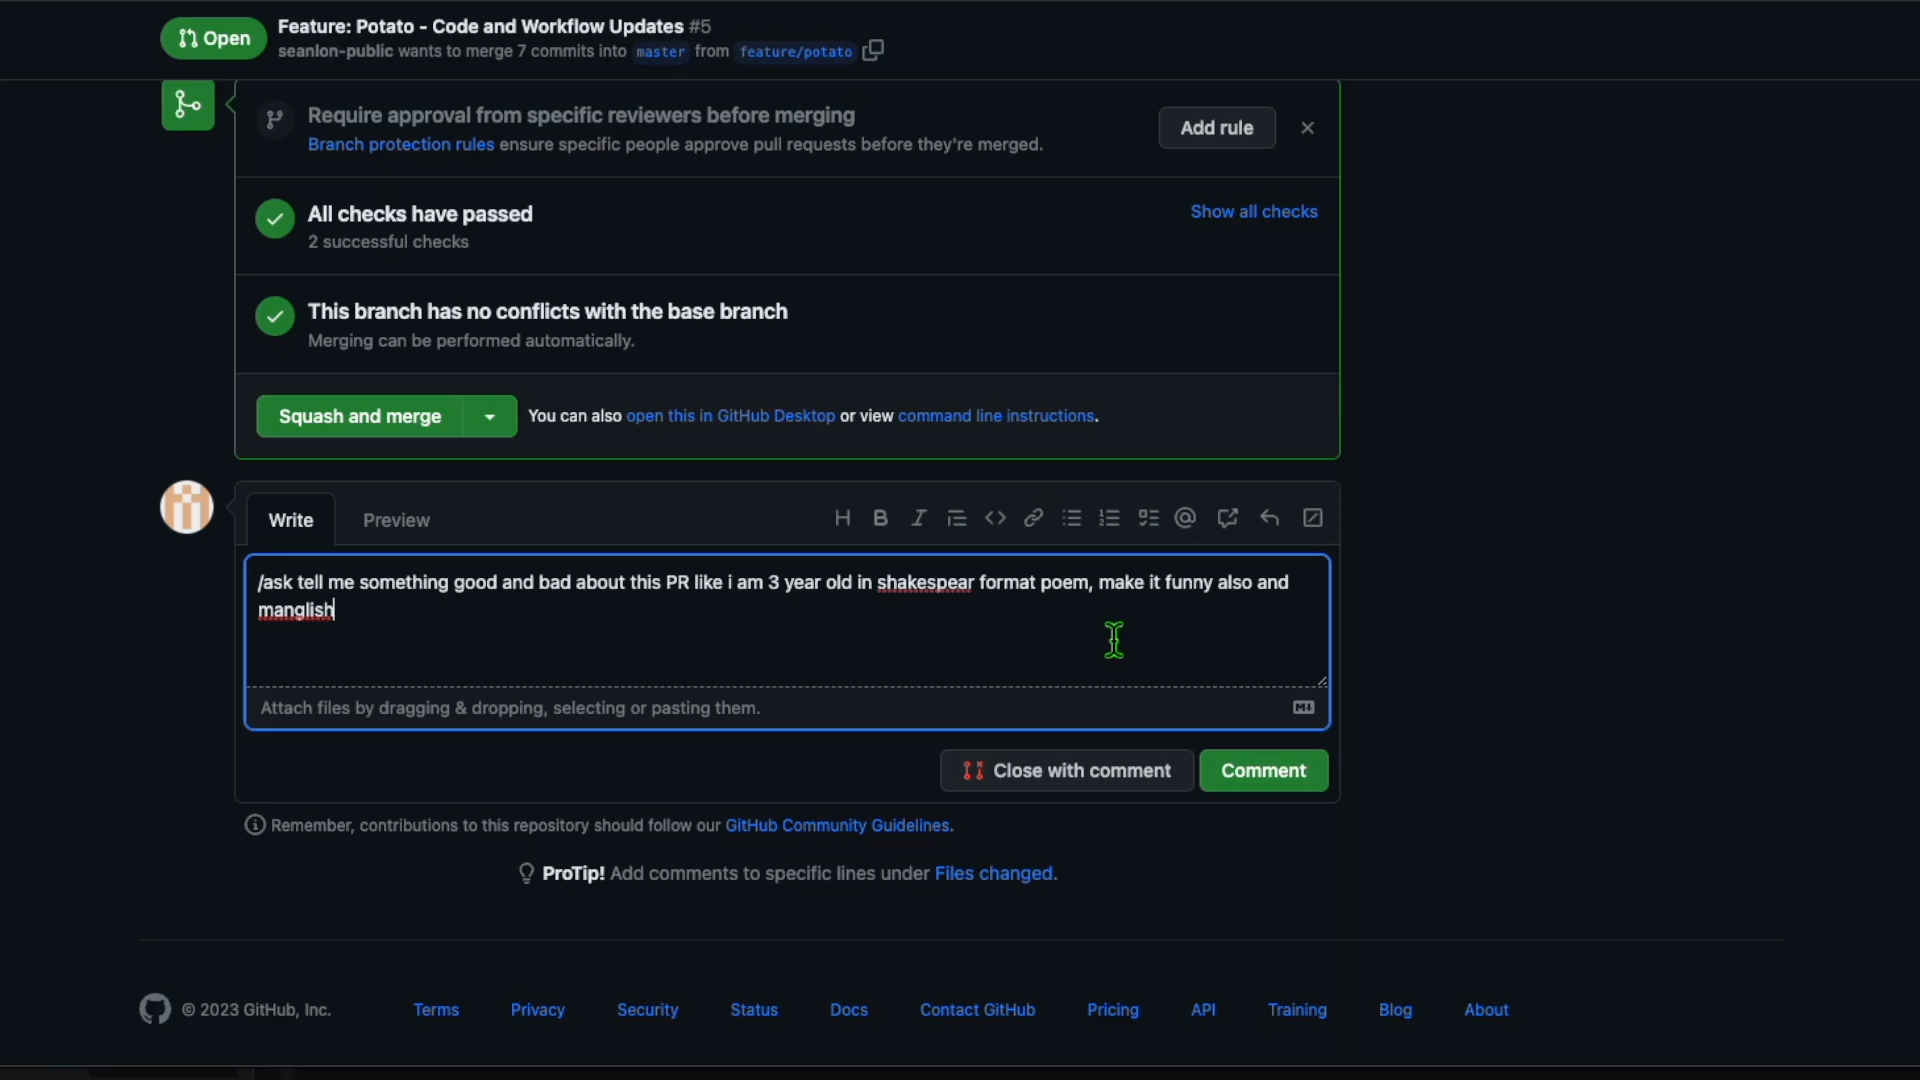 Open
Feature: Potato - Code and Workflow Updates #5
seanlon-public wants to merge 7 commits into master from feature/potato
Require approval from specific reviewers before merging
Branch protection rules ensure specific people approve pull requests before they're merged.
Add rule
All checks have passed
2 successful checks
Show all checks
This branch has no conflicts with the base branch
Merging can be performed automatically.
Squash and merge
You can also open this in GitHub Desktop or view command line instructions.
Write
Preview
/ask tell me something good and bad about this PR like i am 3 year old in shakespear format poem, make it funny also and
manglish
Attach files by dragging & dropping, selecting or pasting them.
Close with comment
Comment
Remember, contributions to this repository should follow our GitHub Community Guidelines.
ProTip! Add comments to specific lines under Files changed.
© 2023 GitHub, Inc.
Terms
Privacy
Security
Status
Docs
Contact GitHub
Pricing
API
Training
Blog
About